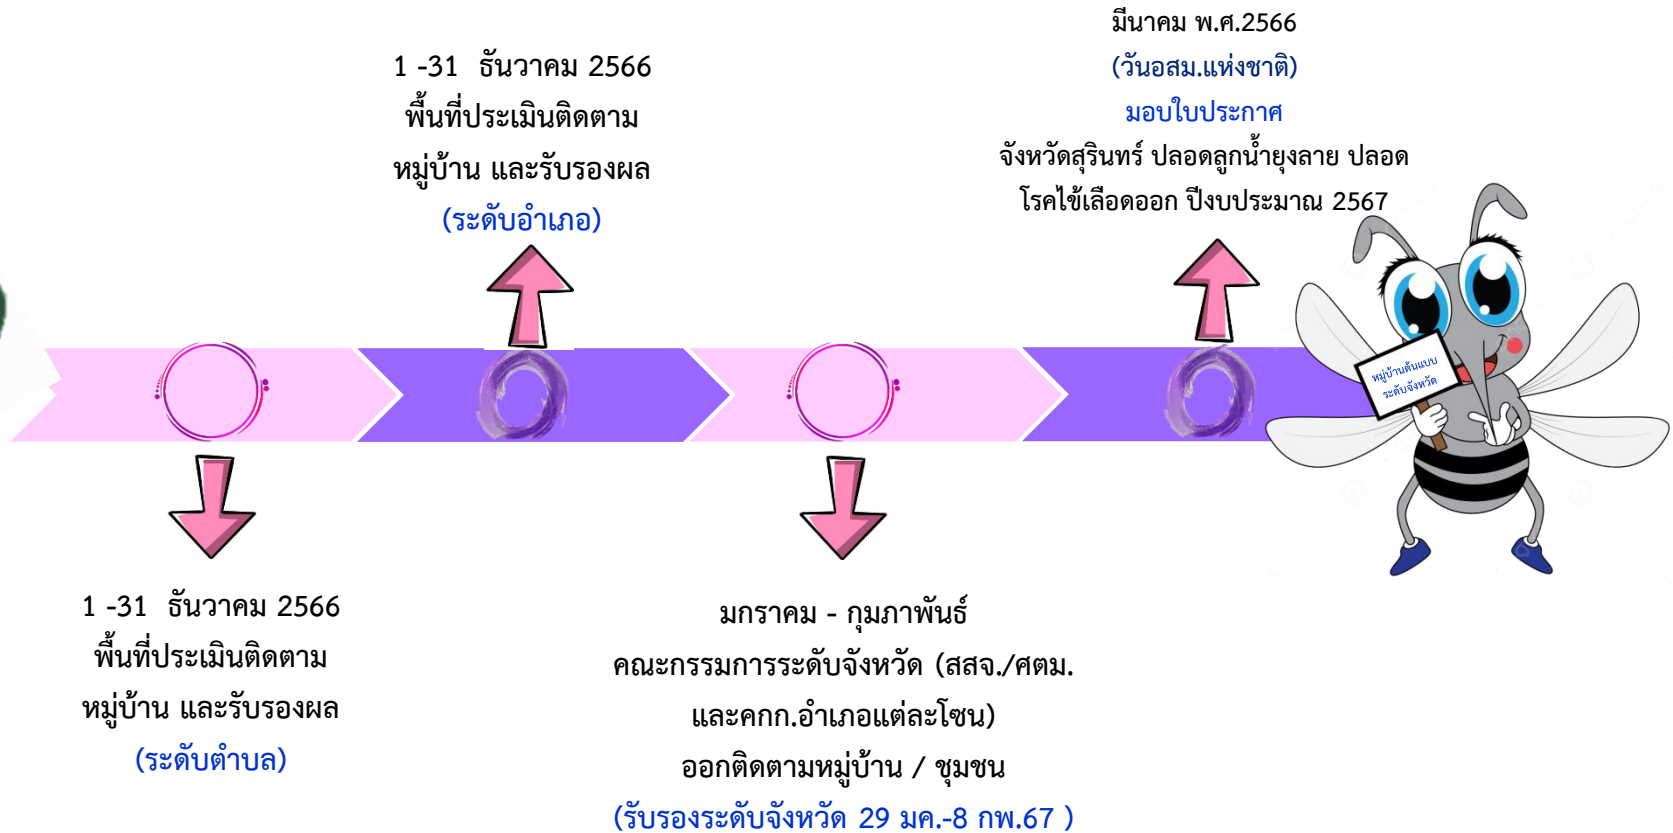 1 -31 ธันวาคม 2566
พื้นที่ประเมินติดตาม
หมู่บ้าน และรับรองผล
(ระดับตำบล)
1 -31 ธันวาคม 2566
พื้นที่ประเมินติดตาม
หมู่บ้าน และรับรองผล
(ระดับอำเภอ)
มกราคม - กุมภาพันธ์
คณะกรรมการระดับจังหวัด (สสจ./ศตม.
และคกก.อำเภอแต่ละโซน)
ออกติดตามหมู่บ้าน / ชุมชน
(รับรองระดับจังหวัด 29 มค.-8 กพ.67 )
มีนาคม พ.ศ.2566
(วันอสม.แห่งชาติ)
มอบใบประกาศ
จังหวัดสุรินทร์ ปลอดลูกน้ำยุงลาย ปลอด
โรคไข้เลือดออก ปีงบประมาณ 2567
หมู่บ้านต้นแบบ
ระดับจังหวัด